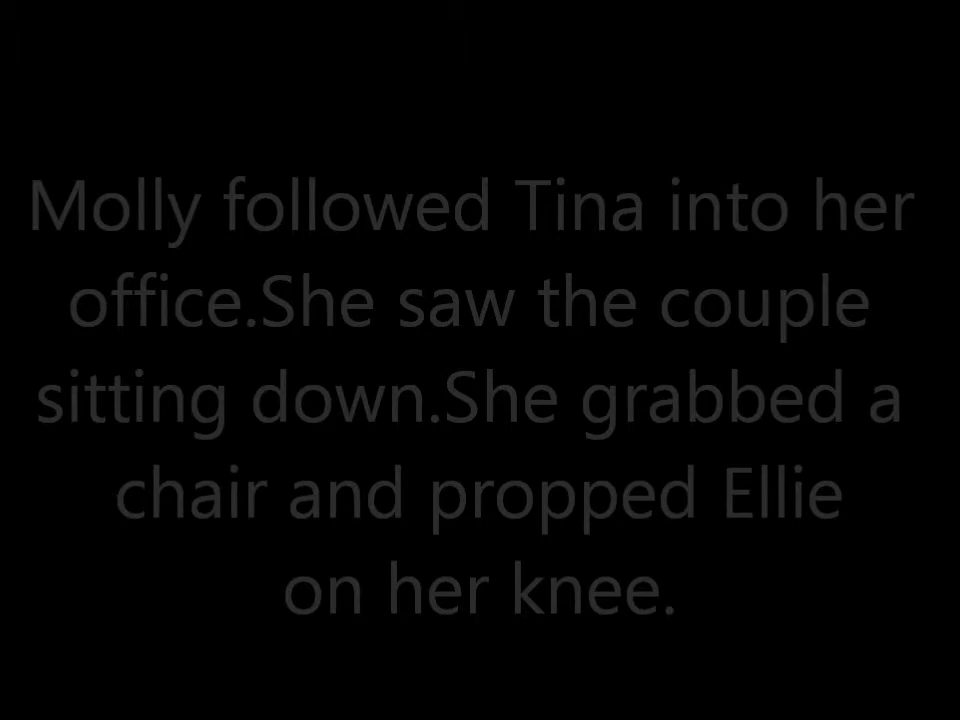 Molly followed Tina into her
office.She saw the couple
sitting down.She grabbed a
chair and propped Ellie
on her knee.